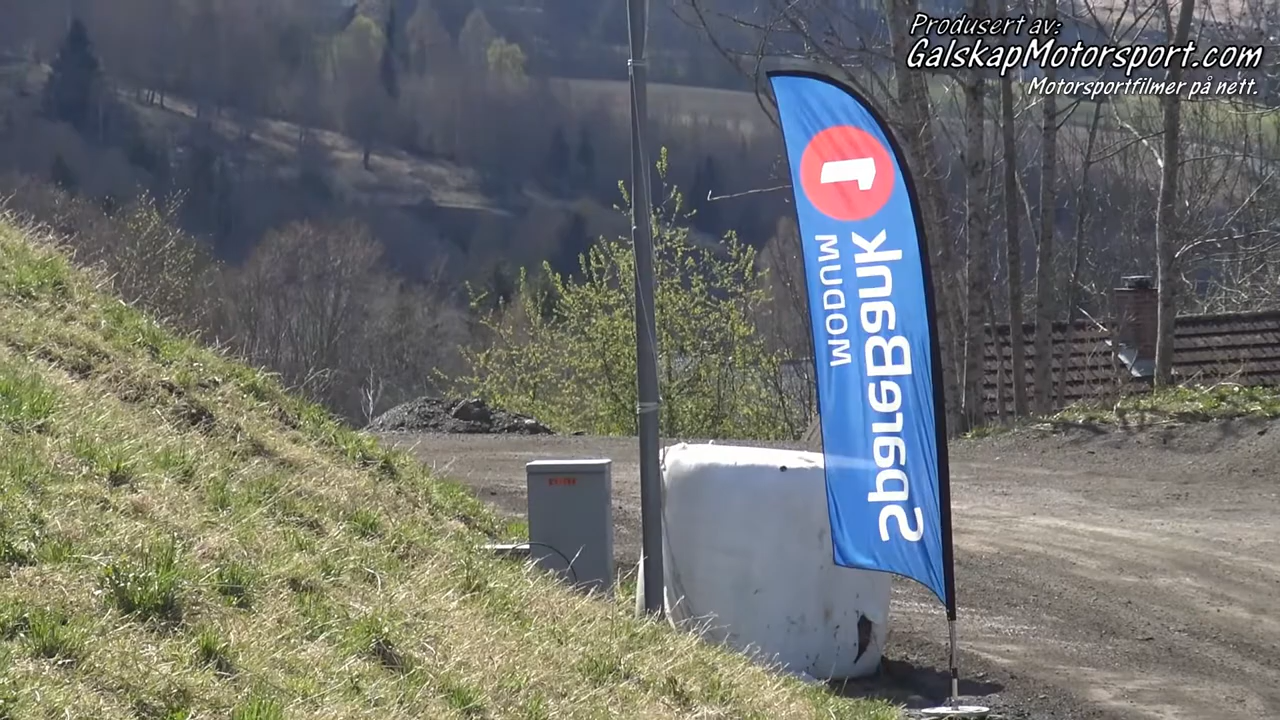 Produsert av:
GalskapMotorsport.com
Motorsportfilmer på nett.
1
SpareBank
MODUM